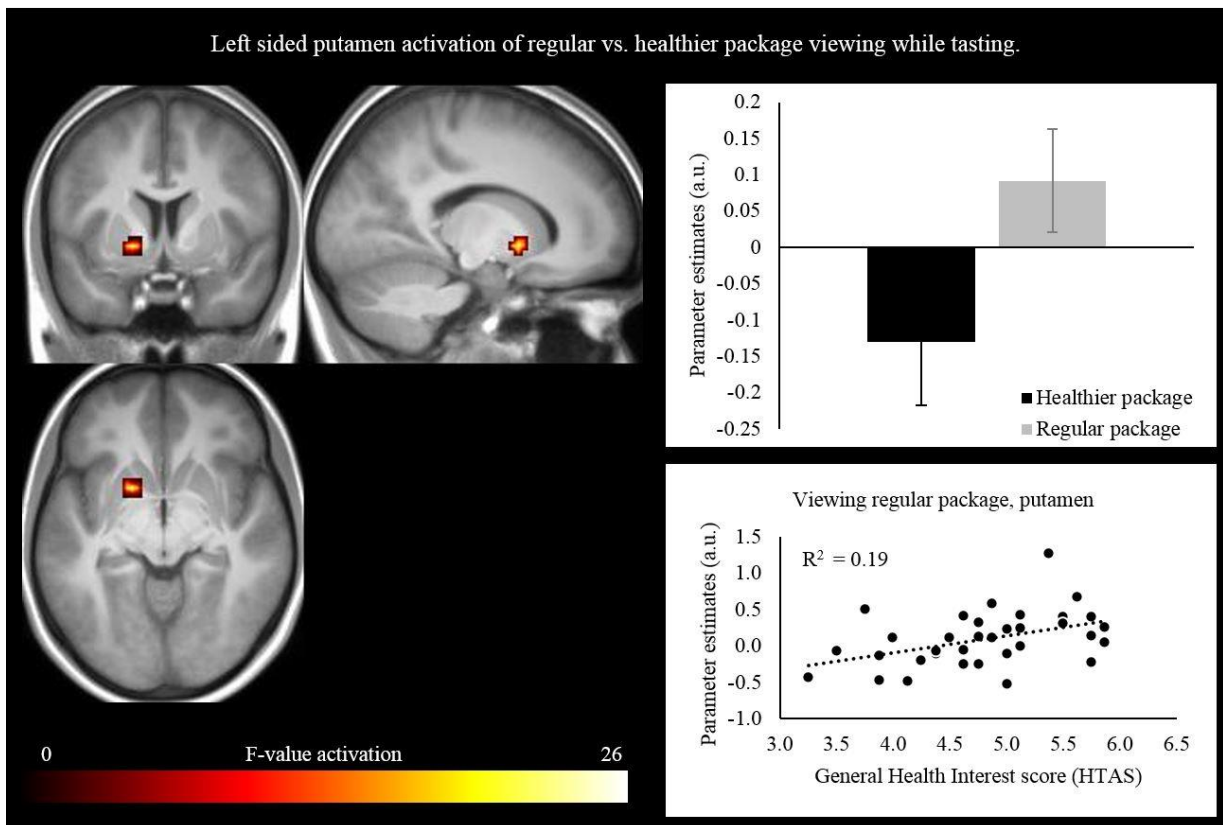 Left sided putamen activation of regular vs. healthier package viewing while tasting.
0 F-value activation 26
Parameter estimates (a.u.)
0.2
0.15
0.1
0.05
0
-0.05
-0.1
-0.15
-0.2
-0.25
Healthier package
Regular package
Viewing regular package, putamen
Parameter estimates (a.u.)
1.5
1.0
0.5
0.0
-0.5
-1.0
R² = 0.19
3.0 3.5 4.0 4.5 5.0 5.5 6.0 6.5
General Health Interest score (HTAS)